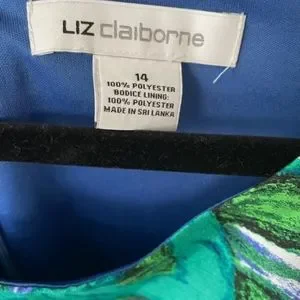 LIZ claiborne
14
100% POLYESTER
BODICE LINING:
100% POLYESTER
MADE IN SRI LANKA